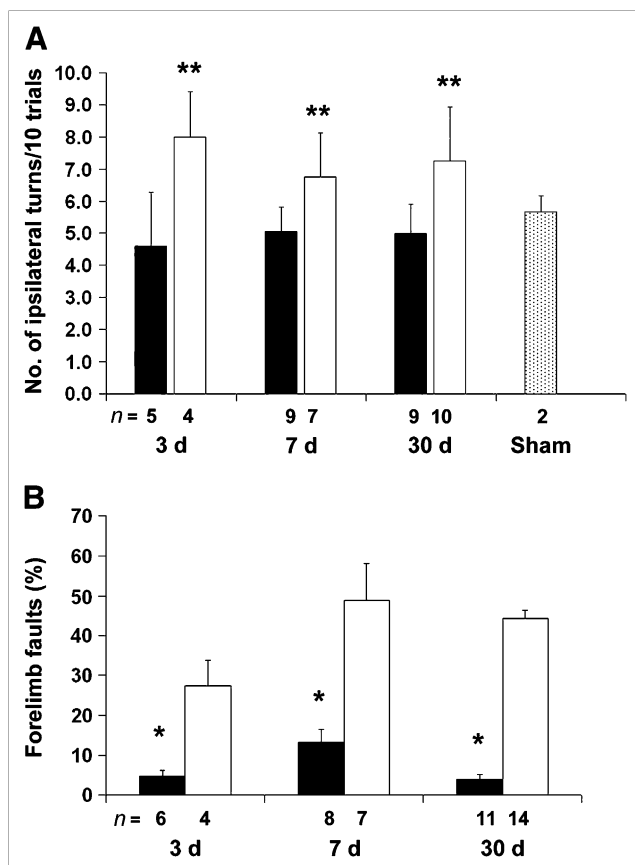 A
No. of ipsilateral turns/10 trials
10.0
9.0
8.0
7.0
6.0
5.0
4.0
3.0
2.0
1.0
0.0
** ** **
n = 5 4 9 7 9 10 2
3 d 7 d 30 d Sham
B
Forelimb faults (%)
70
60
50
40
30
20
10
0
* * *
n = 6 4 8 7 11 14
3 d 7 d 30 d